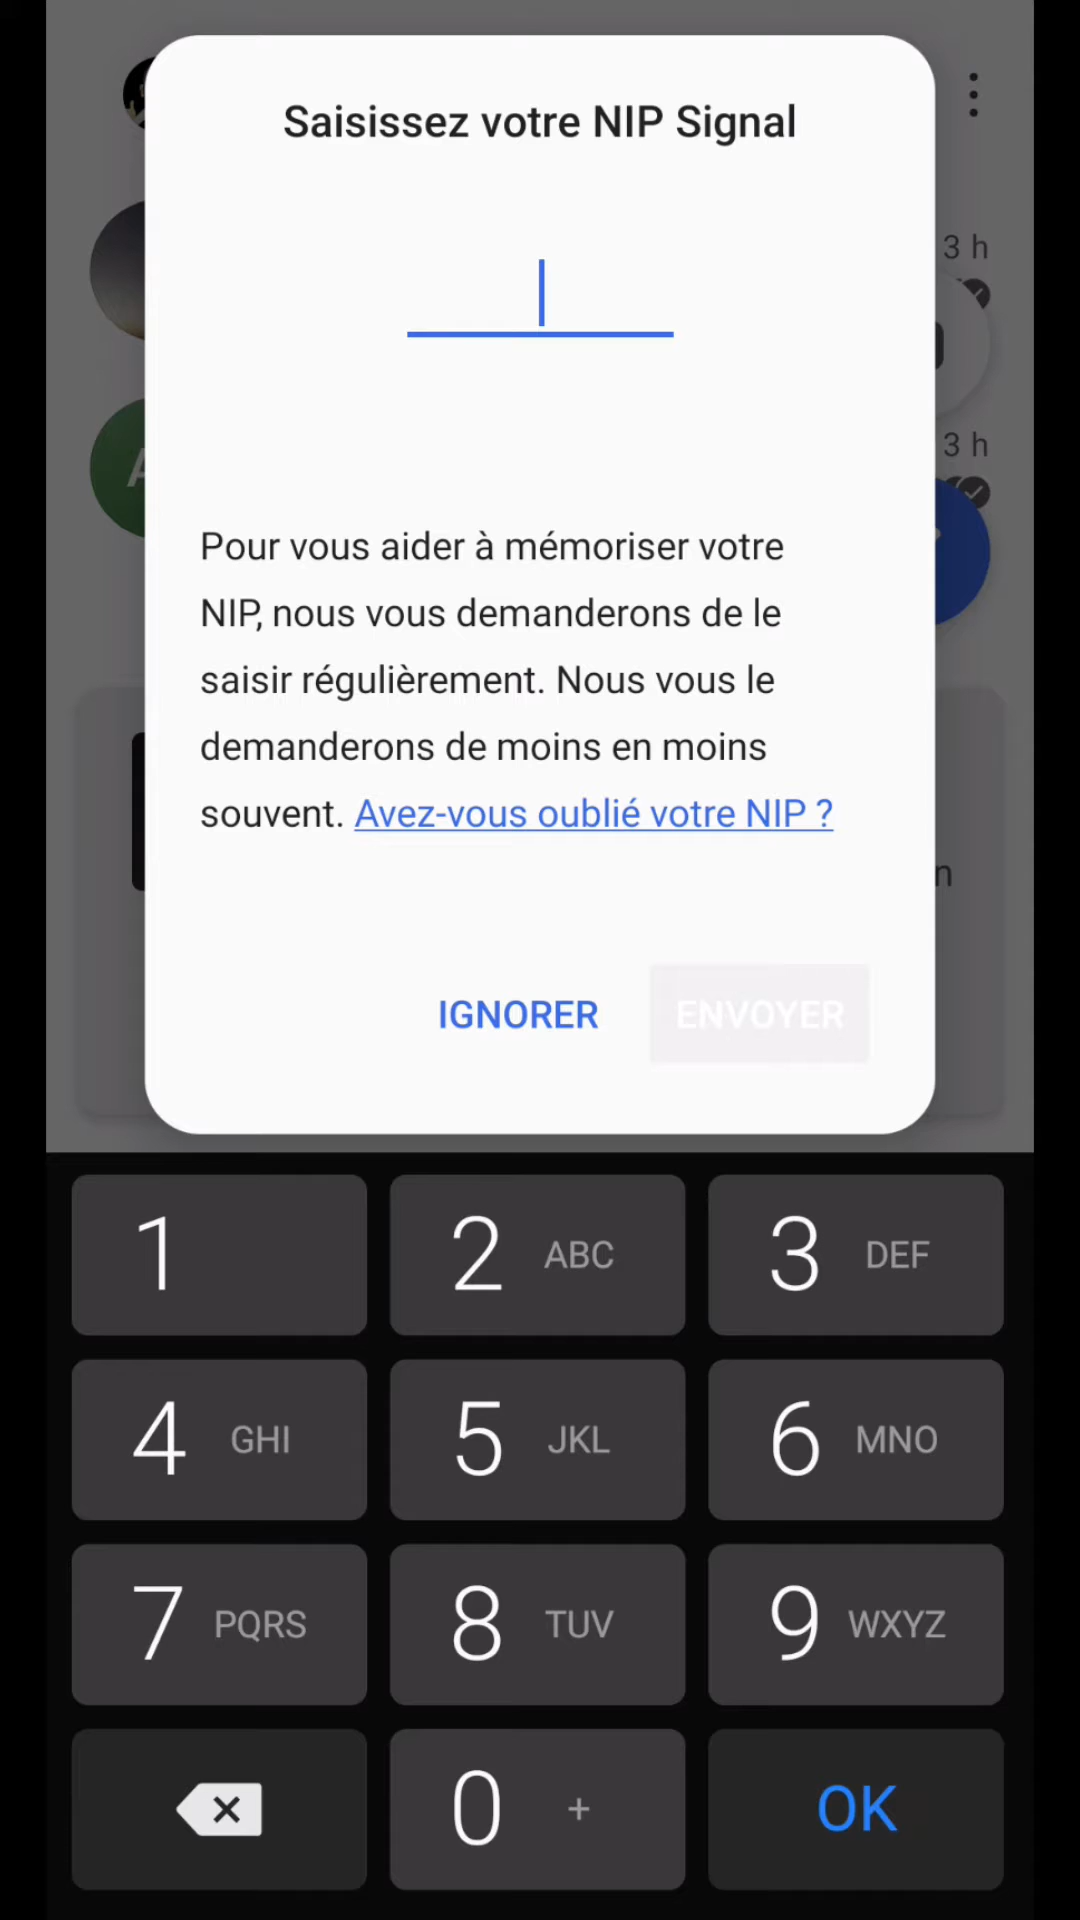 Saisissez votre NIP Signal
3 h
3 h
A
Pour vous aider à mémoriser votre
NIP, nous vous demanderons de le
saisir régulièrement. Nous vous le
demanderons de moins en moins
souvent. Avez-vous oublié votre NIP ?
n
IGNORER ENVOYER
1 2 ABC 3 DEF
4 GHI 5 JKL 6 MNO
7 PQRS 8 TUV 9 WXYZ
0 + OK